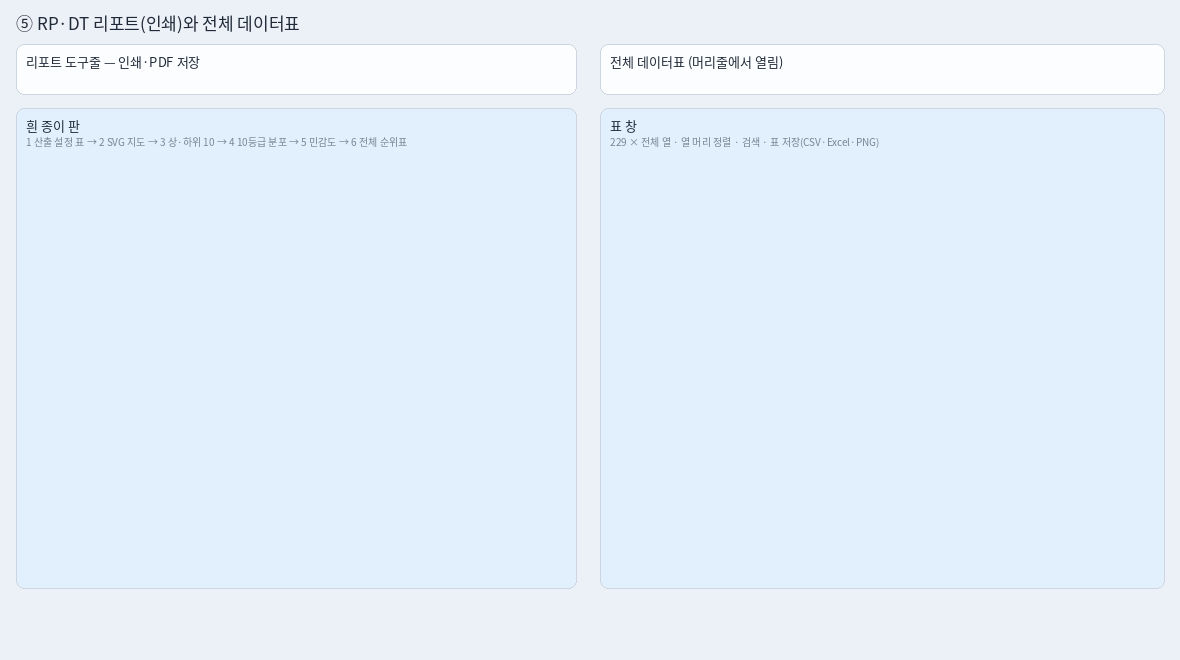 ⑤ RP·DT 리포트(인쇄)와 전체 데이터표
리포트 도구줄 — 인쇄·PDF 저장
전체 데이터표 (머리줄에서 열림)
흰 종이 판
1 산출 설정 표 → 2 SVG 지도 → 3 상·하위 10 → 4 10등급 분포 → 5 민감도 → 6 전체 순위표
표 창
229 × 전체 열 · 열 머리 정렬 · 검색 · 표 저장(CSV·Excel·PNG)